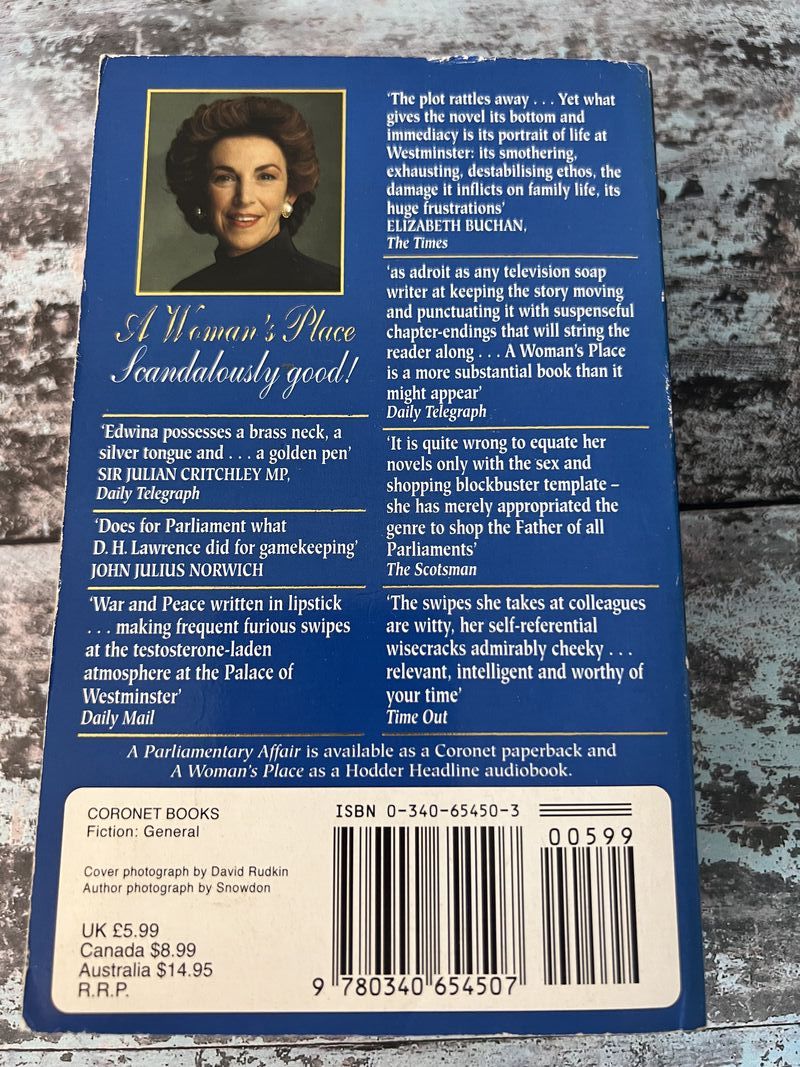 A Woman's Place
Scandalously good!
'Edwina possesses a brass neck, a
silver tongue and . . . a golden pen'
SIR JULIAN CRITCHLEY MP,
Daily Telegraph
'Does for Parliament what
D. H. Lawrence did for gamekeeping'
JOHN JULIUS NORWICH
'War and Peace written in lipstick
. . . making frequent furious swipes
at the testosterone-laden
atmosphere at the Palace of
Westminster'
Daily Mail
'The plot rattles away . . . Yet what
gives the novel its bottom and
immediacy is its portrait of life at
Westminster: its smothering,
exhausting, destabilising ethos, the
damage it inflicts on family life, its
huge frustrations'
ELIZABETH BUCHAN,
The Times
'as adroit as any television soap
writer at keeping the story moving
and punctuating it with suspenseful
chapter-endings that will string the
reader along . . . A Woman's Place
is a more substantial book than it
might appear'
Daily Telegraph
'It is quite wrong to equate her
novels only with the sex and
shopping blockbuster template –
she has merely appropriated the
genre to shop the Father of all
Parliaments'
The Scotsman
'The swipes she takes at colleagues
are witty, her self-referential
wisecracks admirably cheeky . . .
relevant, intelligent and worthy of
your time'
Time Out
A Parliamentary Affair is available as a Coronet paperback and
A Woman's Place as a Hodder Headline audiobook.
CORONET BOOKS
Fiction: General
Cover photograph by David Rudkin
Author photograph by Snowdon
UK £5.99
Canada $8.99
Australia $14.95
R.R.P.
ISBN 0-340-65450-3
00599
9 780340 654507